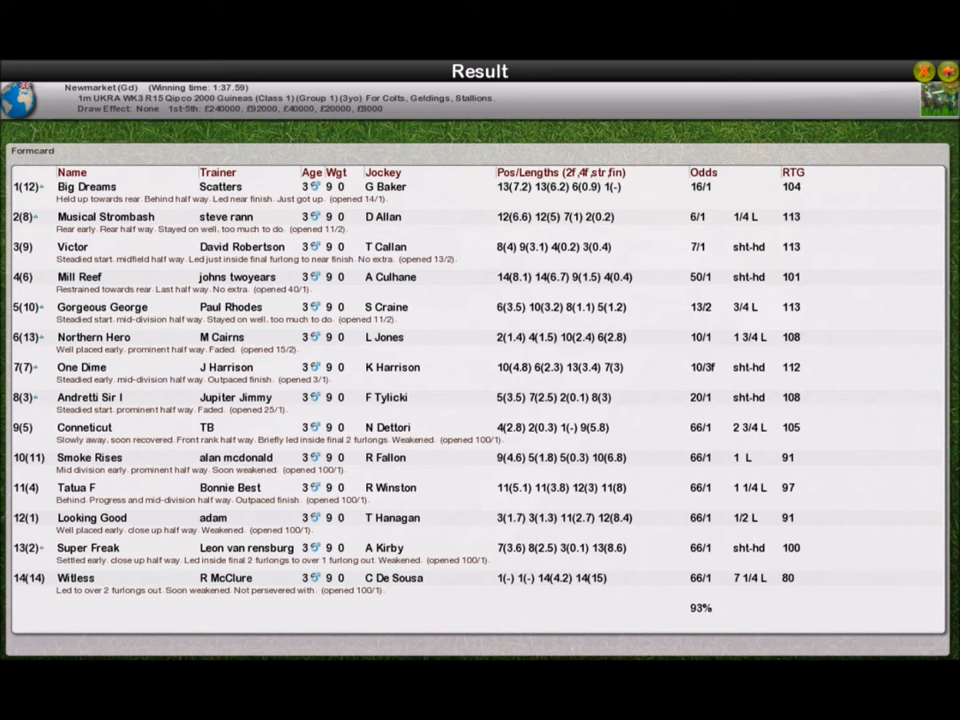 Result
Newmarket(Gd) (Winning time: 1:37.59)
1m UKRA WK3 R15 Qipco 2000 Guineas (Class 1)(Group 1)(3yo) For Colts, Geldings, Stallions.
Draw Effect: None 1st-5th: £240000, £92000, £40000, £20000, £8000
Formcard
Name Trainer Age Wgt Jockey Pos/Lengths (2f,4f,str,fin) Odds RTG
1(12) Big Dreams Scatters 3 9 0 G Baker 13(7.2) 13(6.2) 6(0.9) 1(-) 16/1 104
Held up towards rear. Behind half way. Led near finish. Just got up. (opened 14/1).
2(8) Musical Strombash steve rann 3 9 0 D Allan 12(6.6) 12(5) 7(1) 2(0.2) 6/1 1/4 L 113
Rear early. Rear half way. Stayed on well, too much to do. (opened 11/2).
3(9) Victor David Robertson 3 9 0 T Callan 8(4) 9(3.1) 4(0.2) 3(0.4) 7/1 sht-hd 113
Steadied start. midfield half way. Led just inside final furlong to near finish. No extra. (opened 13/2).
4(6) Mill Reef johns twoyears 3 9 0 A Culhane 14(8.1) 14(6.7) 9(1.5) 4(0.4) 50/1 sht-hd 101
Restrained towards rear. Last half way. No extra. (opened 40/1).
5(10) Gorgeous George Paul Rhodes 3 9 0 S Craine 6(3.5) 10(3.2) 8(1.1) 5(1.2) 13/2 3/4 L 113
Steadied start. mid-division half way. Stayed on well, too much to do. (opened 11/2).
6(13) Northern Hero M Cairns 3 9 0 L Jones 2(1.4) 4(1.5) 10(2.4) 6(2.8) 10/1 1 3/4 L 108
Well placed early. prominent half way. Faded. (opened 15/2).
7(7) One Dime J Harrison 3 9 0 K Harrison 10(4.8) 6(2.3) 13(3.4) 7(3) 10/3f sht-hd 112
Steadied early. mid-division half way. Outpaced finish. (opened 3/1).
8(3) Andretti Sir I Jupiter Jimmy 3 9 0 F Tylicki 5(3.5) 7(2.5) 2(0.1) 8(3) 20/1 sht-hd 108
Steadied start. prominent half way. Faded. (opened 25/1).
9(5) Conneticut TB 3 9 0 N Dettori 4(2.8) 2(0.3) 1(-) 9(5.8) 66/1 2 3/4 L 105
Slowly away, soon recovered. Front rank half way. Briefly led inside final 2 furlongs. Weakened. (opened 100/1).
10(11) Smoke Rises alan mcdonald 3 9 0 R Fallon 9(4.6) 5(1.8) 5(0.3) 10(6.8) 66/1 1 L 91
Mid division early. prominent half way. Soon weakened. (opened 100/1).
11(4) Tatua F Bonnie Best 3 9 0 R Winston 11(5.1) 11(3.8) 12(3) 11(8) 66/1 1 1/4 L 97
Behind. Progress and mid-division half way. Outpaced finish. (opened 100/1).
12(1) Looking Good adam 3 9 0 T Hanagan 3(1.7) 3(1.3) 11(2.7) 12(8.4) 66/1 1/2 L 91
Well placed early. close up half way. Weakened. (opened 100/1).
13(2) Super Freak Leon van rensburg 3 9 0 A Kirby 7(3.6) 8(2.5) 3(0.1) 13(8.6) 66/1 sht-hd 100
Settled early. close up half way. Led inside final 2 furlongs to over 1 furlong out. Weakened. (opened 100/1).
14(14) Witless R McClure 3 9 0 C De Sousa 1(-) 1(-) 14(4.2) 14(15) 66/1 7 1/4 L 80
Led to over 2 furlongs out. Soon weakened. Not persevered with. (opened 100/1).
93%